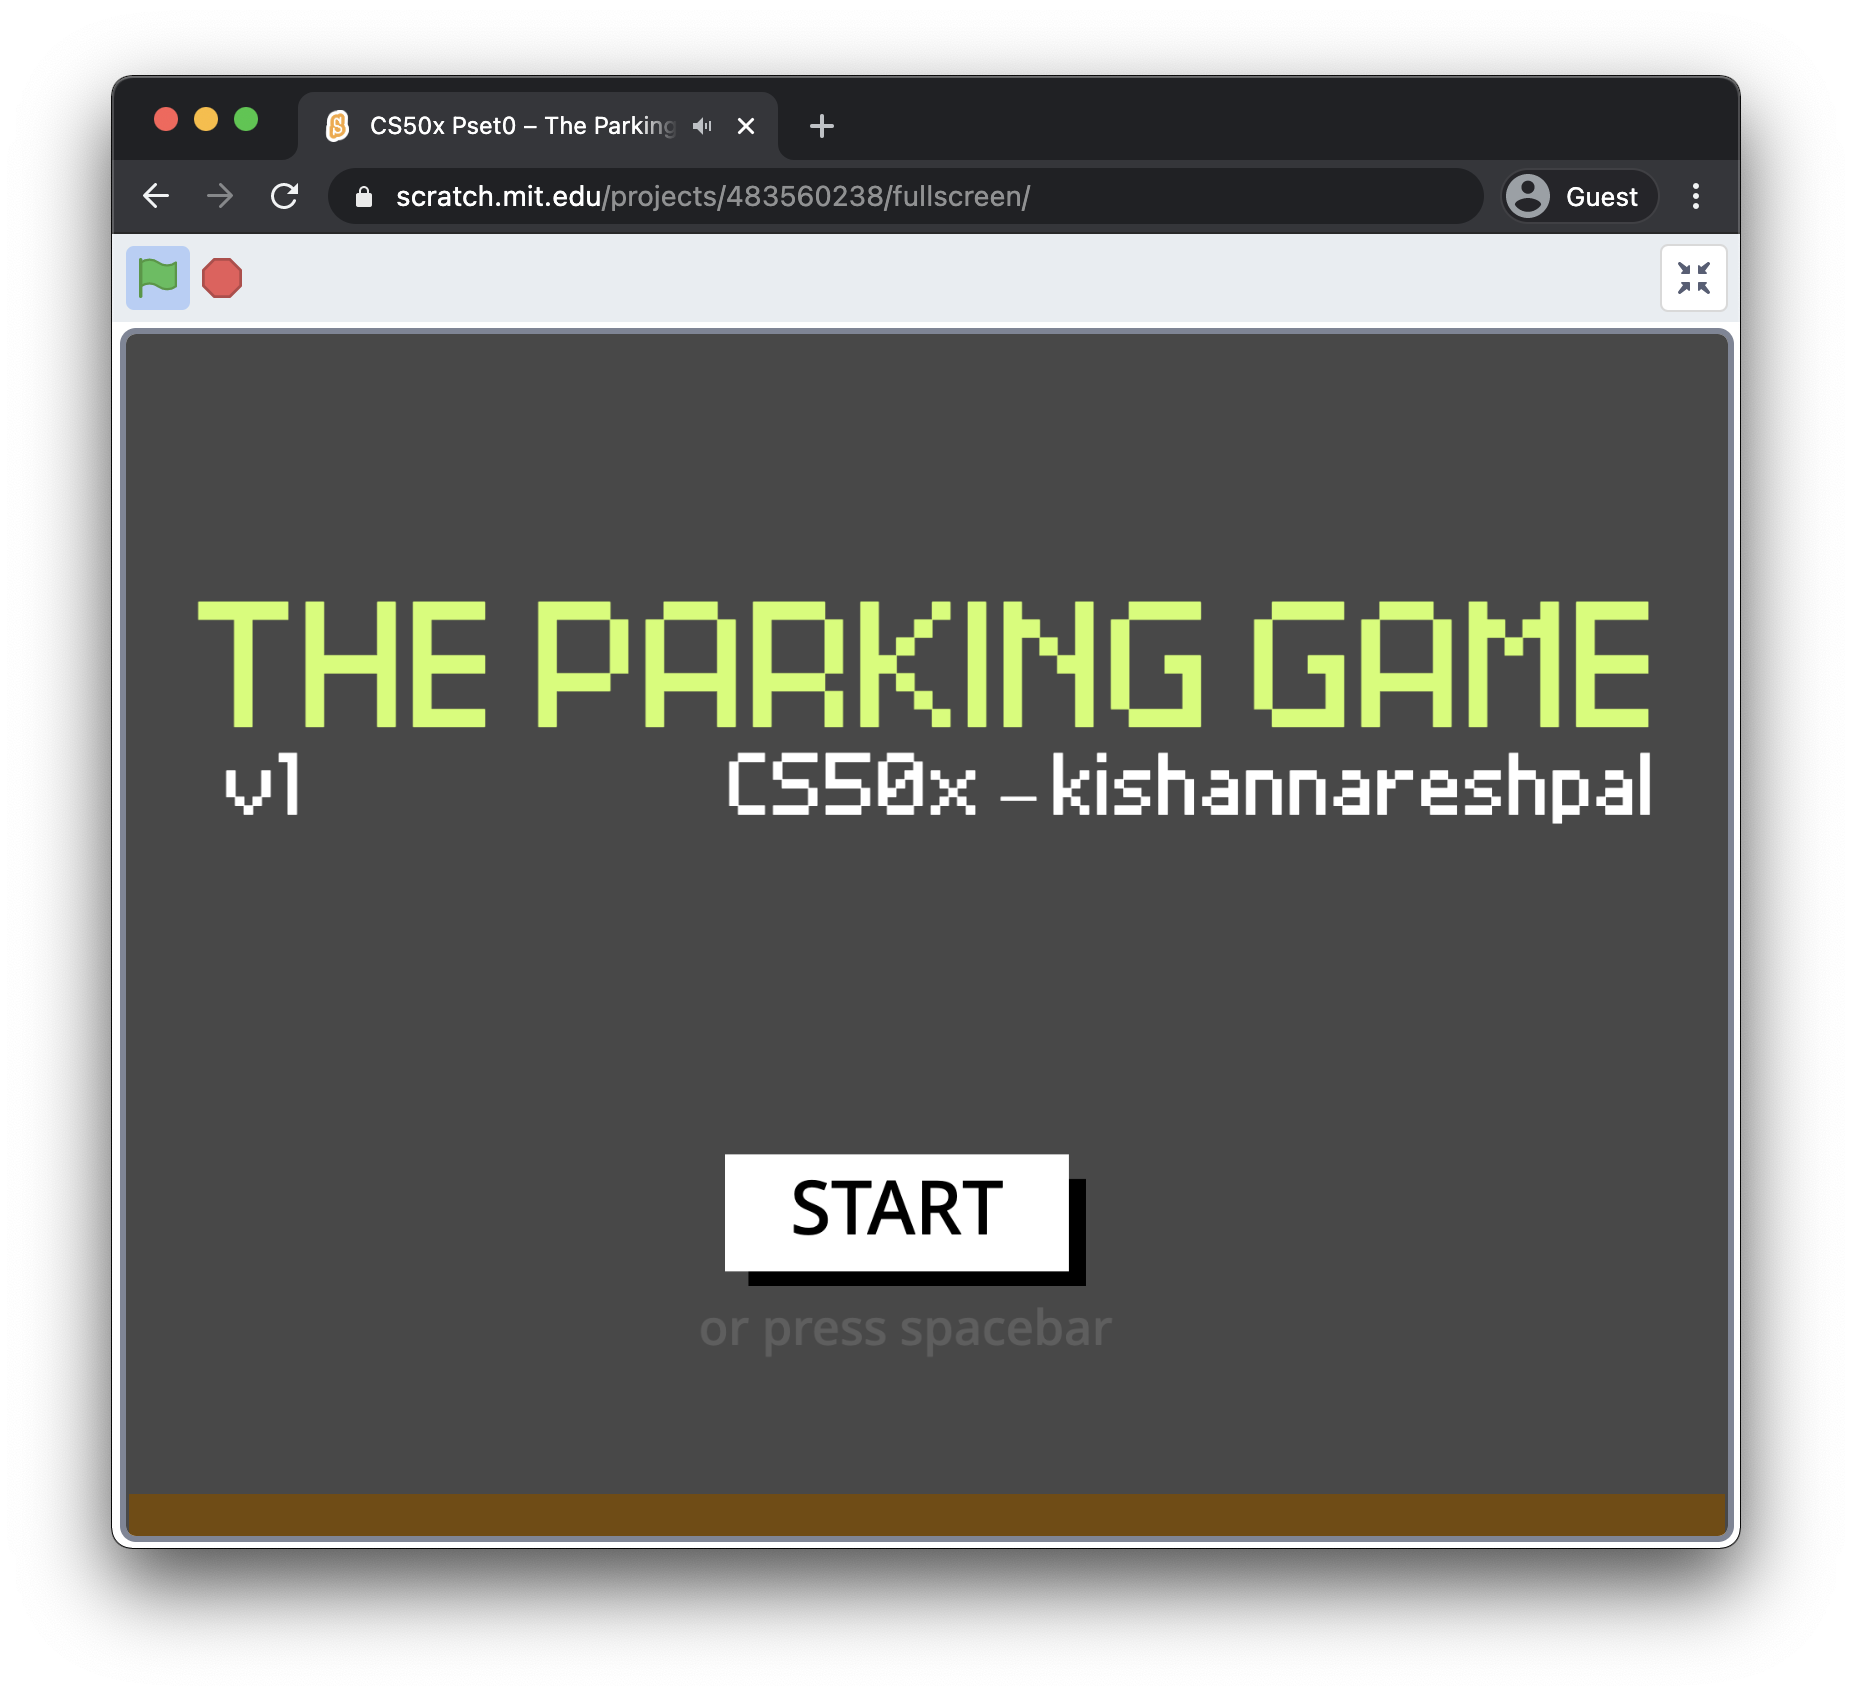 CS50x Pset0 – The Parking
scratch.mit.edu/projects/483560238/fullscreen/
Guest
THE PARKING GAME
v1 CS50x – kishannareshpal
START
or press spacebar